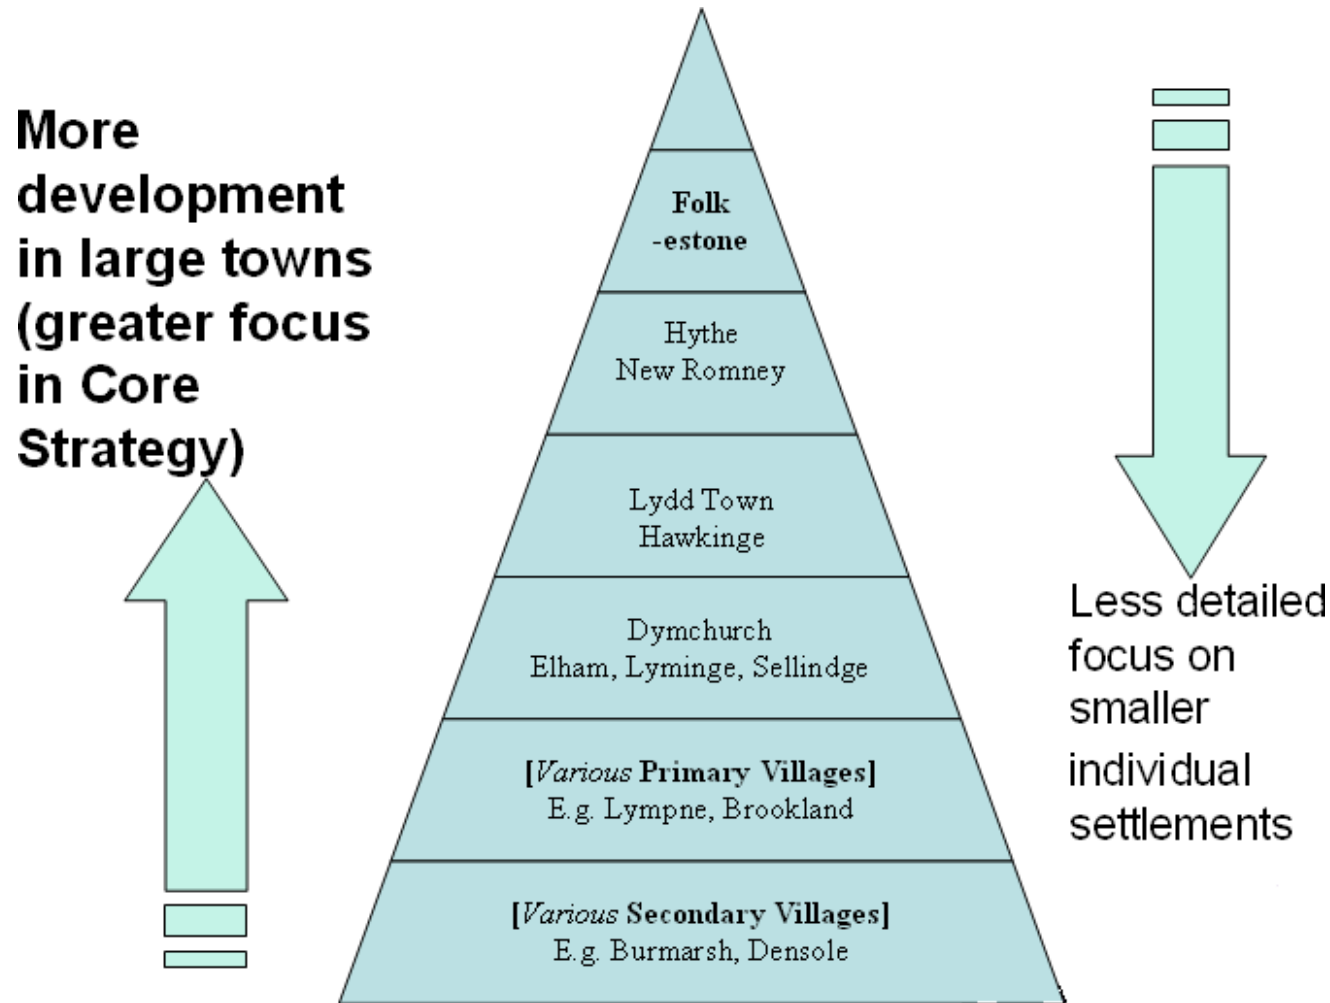 More
development
in large towns
(greater focus
in Core
Strategy)
Folk
-estone
Hythe
New Romney
Lydd Town
Hawkinge
Dymchurch
Elham, Lyminge, Sellindge
[Various Primary Villages]
E.g. Lympne, Brookland
[Various Secondary Villages]
E.g. Burmarsh, Densole
Less detailed
focus on
smaller
individual
settlements